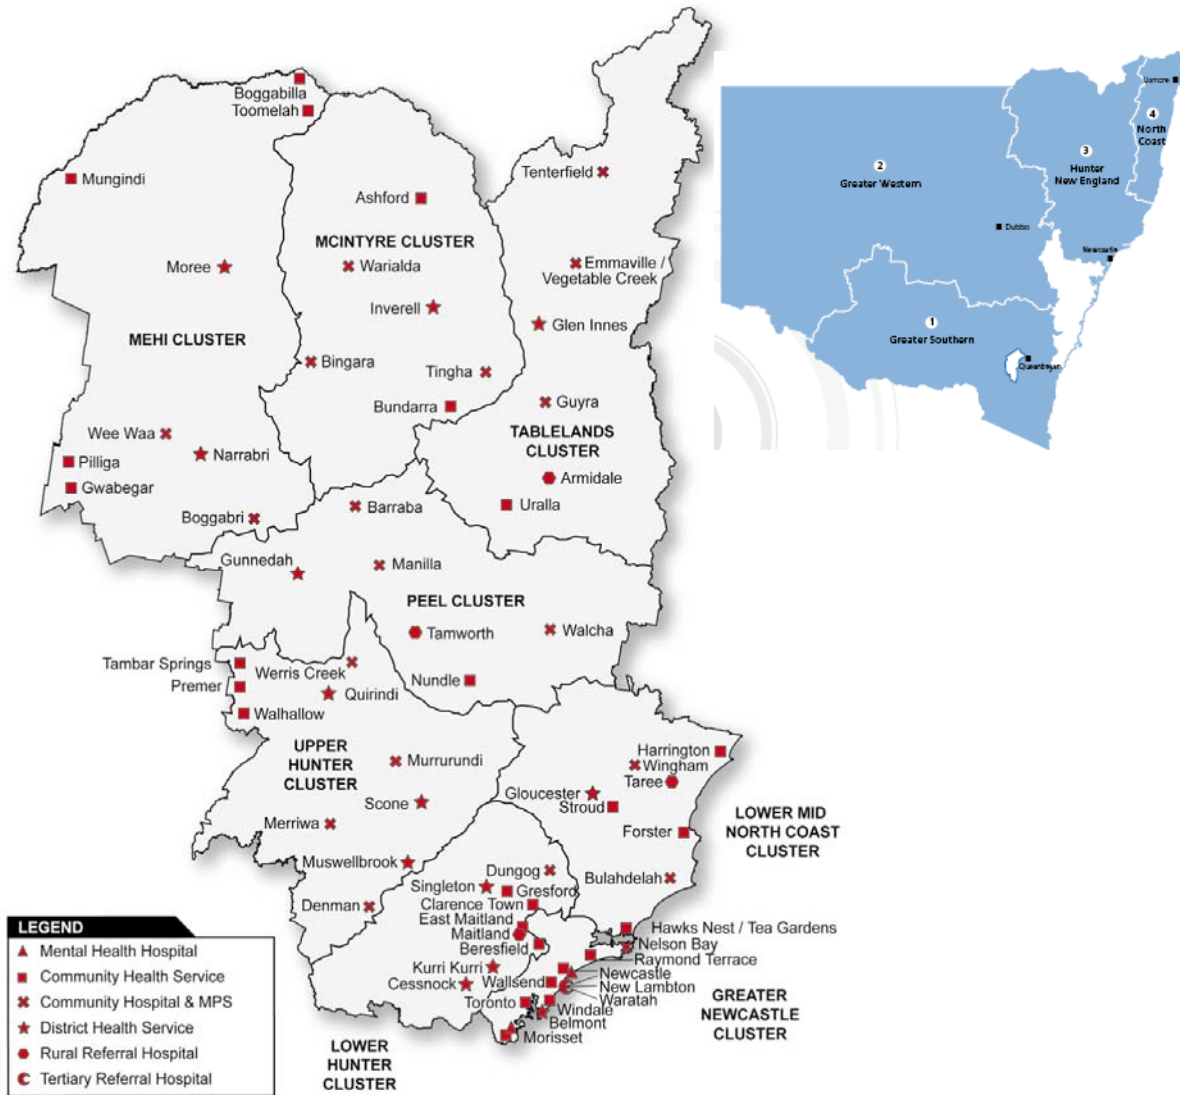 Boggabilla
Toomelah
Mungindi
Ashford
Tenterfield
MCINTYRE CLUSTER
Moree
Warialda
Emmaville /
Vegetable Creek
Inverell
Glen Innes
MEHI CLUSTER
Bingara
Tingha
Bundarra
Guyra
TABLELANDS
CLUSTER
Wee Waa
Narrabri
Pilliga
Gwabegar
Armidale
Uralla
Boggabri
Barraba
Gunnedah
Manilla
PEEL CLUSTER
Tamworth
Walcha
Tambar Springs
Werris Creek
Premer
Quirindi
Nundle
Walhallow
UPPER
HUNTER
CLUSTER
Murrurundi
Harrington
Wingham
Taree
Scone
Gloucester
Stroud
Merriwa
Forster
LOWER MID
NORTH COAST
CLUSTER
Muswellbrook
Dungog
Bulahdelah
Singleton
Gresford
Denman
Clarence Town
East Maitland
Maitland
Beresfield
Hawks Nest / Tea Gardens
Nelson Bay
Raymond Terrace
Kurri Kurri
Newcastle
Cessnock
Wallsend
New Lambton
Waratah
Toronto
Windale
Belmont
Morisset
GREATER
NEWCASTLE
CLUSTER
LOWER
HUNTER
CLUSTER
LEGEND
Mental Health Hospital
Community Health Service
Community Hospital & MPS
District Health Service
Rural Referral Hospital
Tertiary Referral Hospital
Lismore
4
North
Coast
3
Hunter
New England
2
Greater Western
Dubbo
Newcastle
1
Greater Southern
Queanbeyan